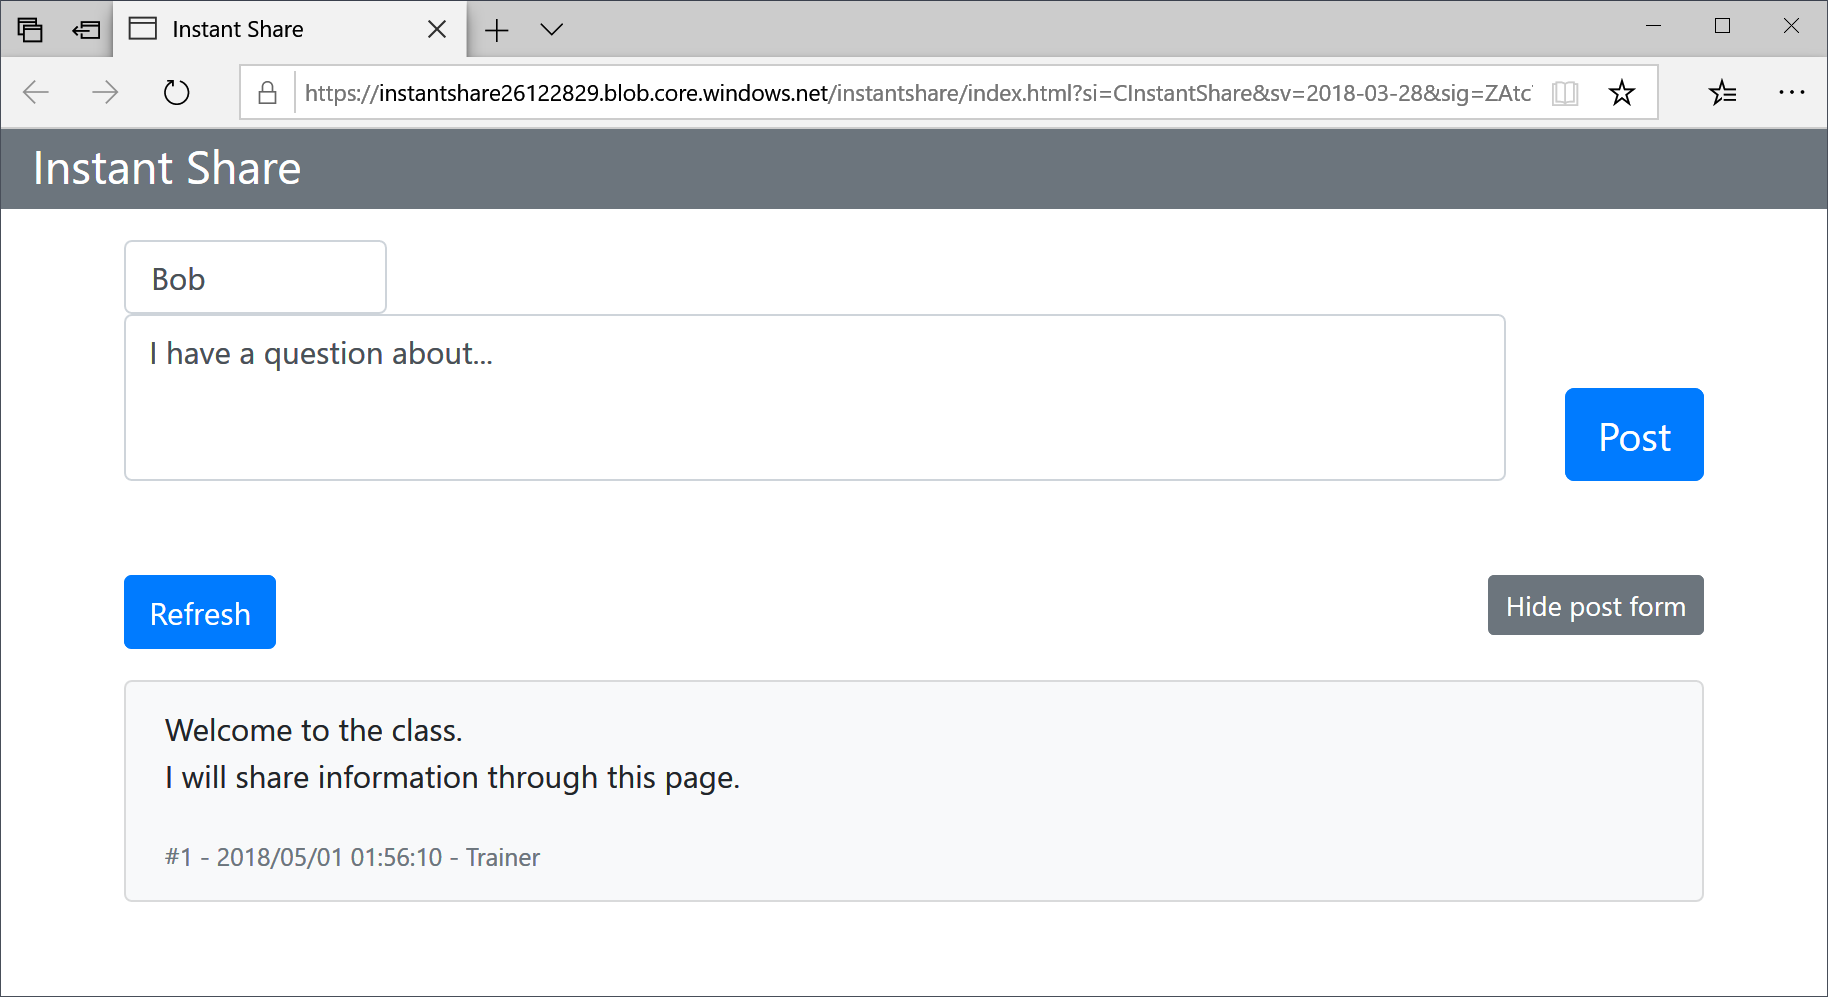 Instant Share
https://instantshare26122829.blob.core.windows.net/instantshare/index.html?si=CInstantShare&sv=2018-03-28&sig=ZAtc
Instant Share
Bob
I have a question about...
Post
Refresh
Hide post form
Welcome to the class.
I will share information through this page.
#1 - 2018/05/01 01:56:10 - Trainer